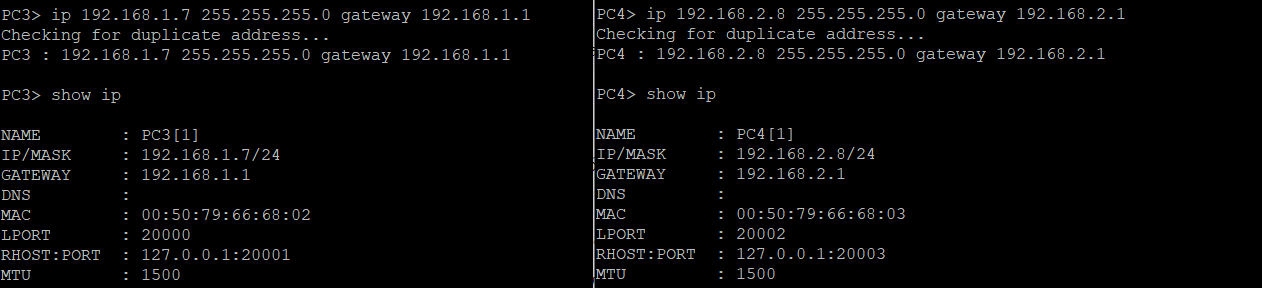 PC3> ip 192.168.1.7 255.255.255.0 gateway 192.168.1.1
Checking for duplicate address...
PC3 : 192.168.1.7 255.255.255.0 gateway 192.168.1.1
PC3> show ip
NAME        : PC3[1]
IP/MASK     : 192.168.1.7/24
GATEWAY     : 192.168.1.1
DNS         :
MAC         : 00:50:79:66:68:02
LPORT       : 20000
RHOST:PORT  : 127.0.0.1:20001
MTU         : 1500
PC4> ip 192.168.2.8 255.255.255.0 gateway 192.168.2.1
Checking for duplicate address...
PC4 : 192.168.2.8 255.255.255.0 gateway 192.168.2.1
PC4> show ip
NAME        : PC4[1]
IP/MASK     : 192.168.2.8/24
GATEWAY     : 192.168.2.1
DNS         :
MAC         : 00:50:79:66:68:03
LPORT       : 20002
RHOST:PORT  : 127.0.0.1:20003
MTU         : 1500